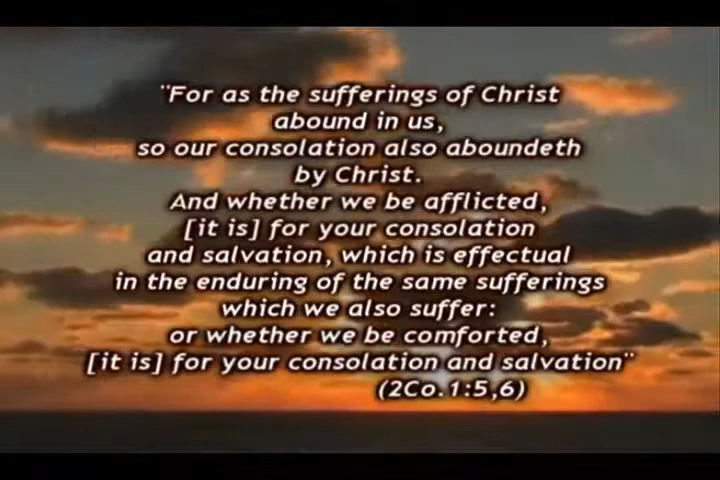 ¨For as the sufferings of Christ
abound in us,
so our consolation also aboundeth
by Christ.
And whether we be afflicted,
[it is] for your consolation
and salvation, which is effectual
in the enduring of the same sufferings
which we also suffer:
or whether we be comforted,
[it is] for your consolation and salvation¨
(2Co.1:5,6)